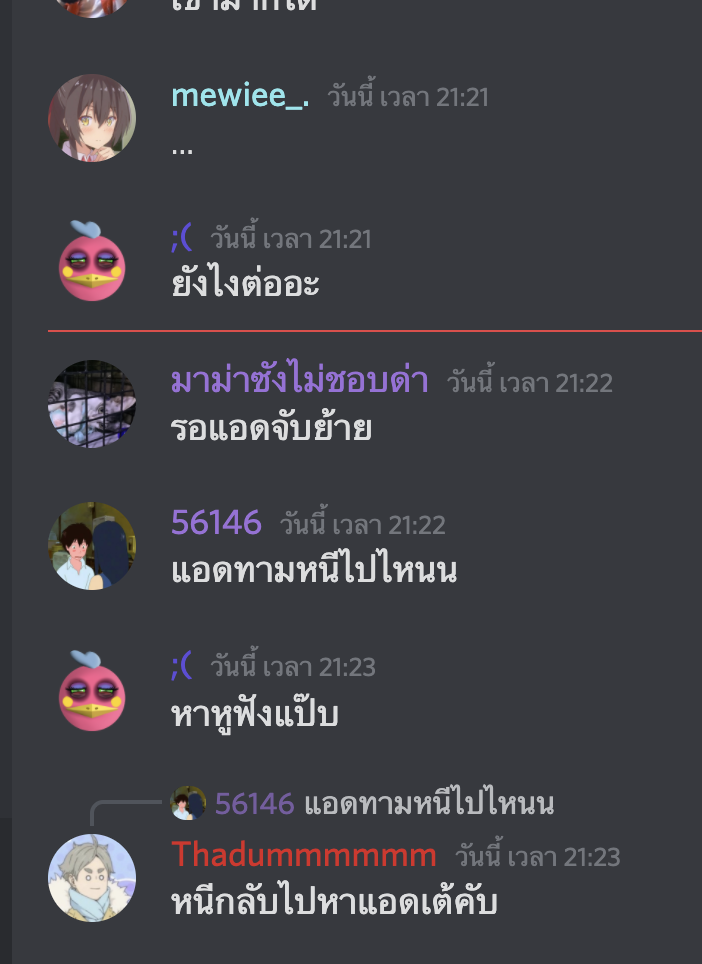 mewiee_. วันนี้ เวลา 21:21
...
;( วันนี้ เวลา 21:21
ยังไงต่ออะ
มาม่าซังไม่ชอบด่า วันนี้ เวลา 21:22
รอแอดจับย้าย
56146 วันนี้ เวลา 21:22
แอดทามหนีไปไหนน
;( วันนี้ เวลา 21:23
หาหูฟังแป๊บ
56146 แอดทามหนีไปไหนน
Thadummmmmm วันนี้ เวลา 21:23
หนีกลับไปหาแอดเต้คับ